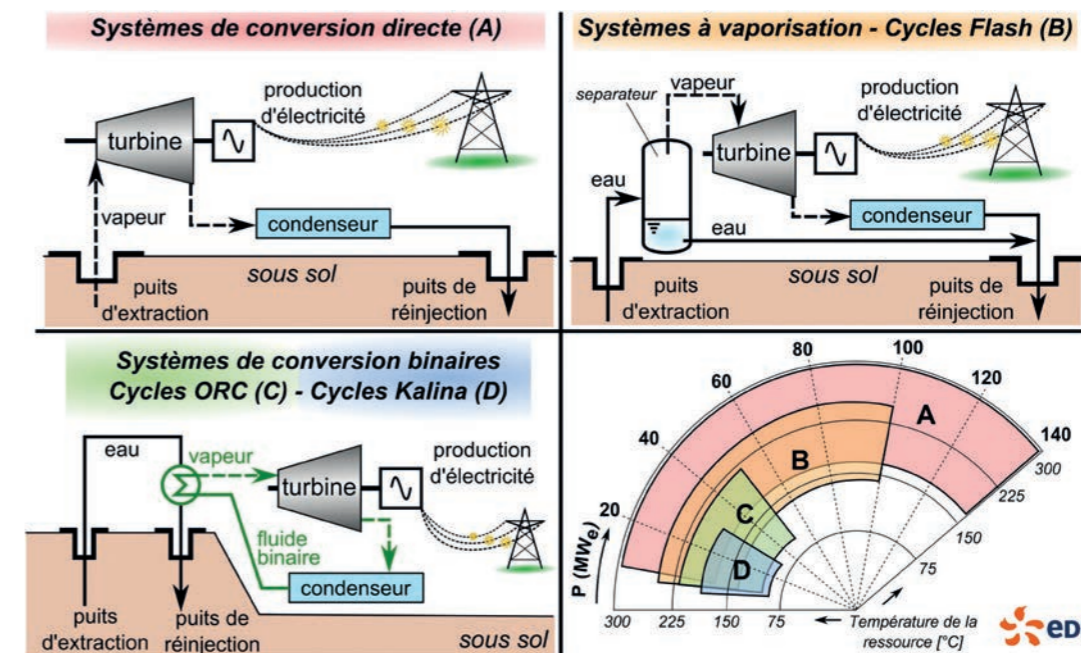 Systèmes de conversion directe (A)
production
d'électricité
turbine
vapeur
condenseur
sous sol
puits
d'extraction
puits de
réinjection
Systèmes à vaporisation - Cycles Flash (B)
separateur
vapeur
production
d'électricité
turbine
eau
condenseur
eau
sous sol
puits
d'extraction
puits de
réinjection
Systèmes de conversion binaires
Cycles ORC (C) - Cycles Kalina (D)
eau
vapeur
production
d'électricité
turbine
fluide
binaire
condenseur
puits
d'extraction
puits de
réinjection
sous sol
20
40
60
80
100
120
140
300
225
150
75
A
B
C
D
P (MWe)
300
225
150
75
Température de la
ressource [°C]
ED